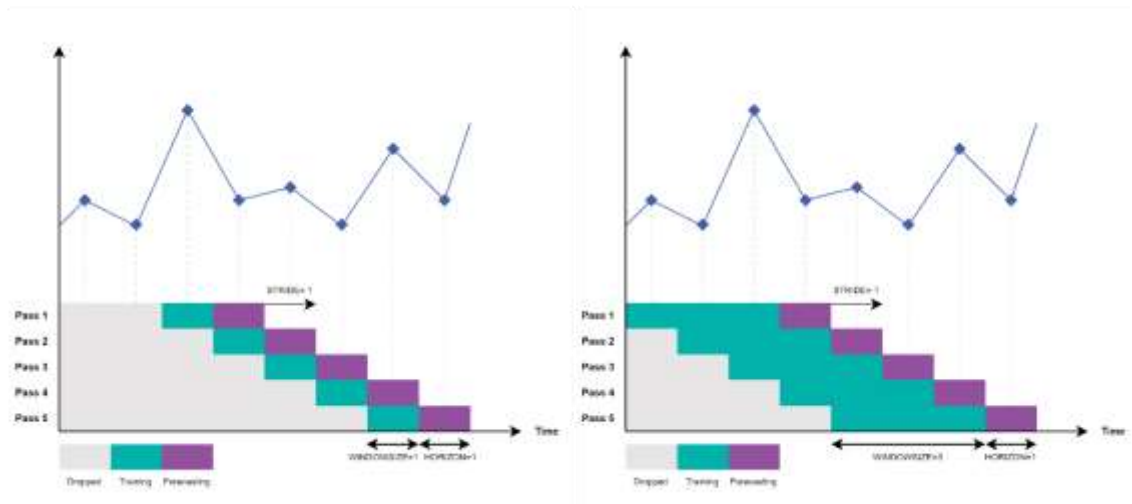 STRIDE= 1
Pass 1
Pass 2
Pass 3
Pass 4
Pass 5
Time
WINDOWSIZE=1
HORIZON=1
Dropped
Training
Forecasting
STRIDE= 1
Pass 1
Pass 2
Pass 3
Pass 4
Pass 5
Time
WINDOWSIZE=3
HORIZON=1
Dropped
Training
Forecasting